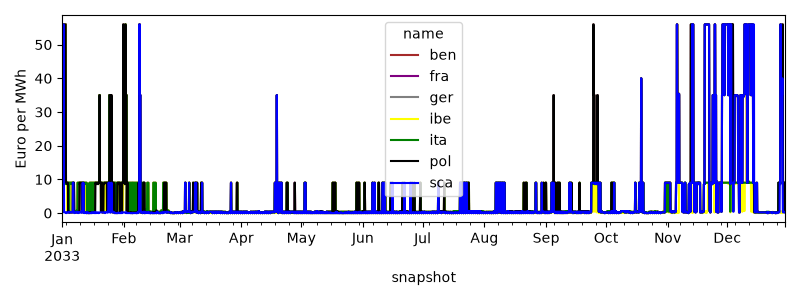 Euro per MWh
50
40
30
20
10
0
name
ben
fra
ger
ibe
ita
pol
sca
Jan
2033
Feb
Mar
Apr
May
Jun
Jul
Aug
Sep
Oct
Nov
Dec
snapshot